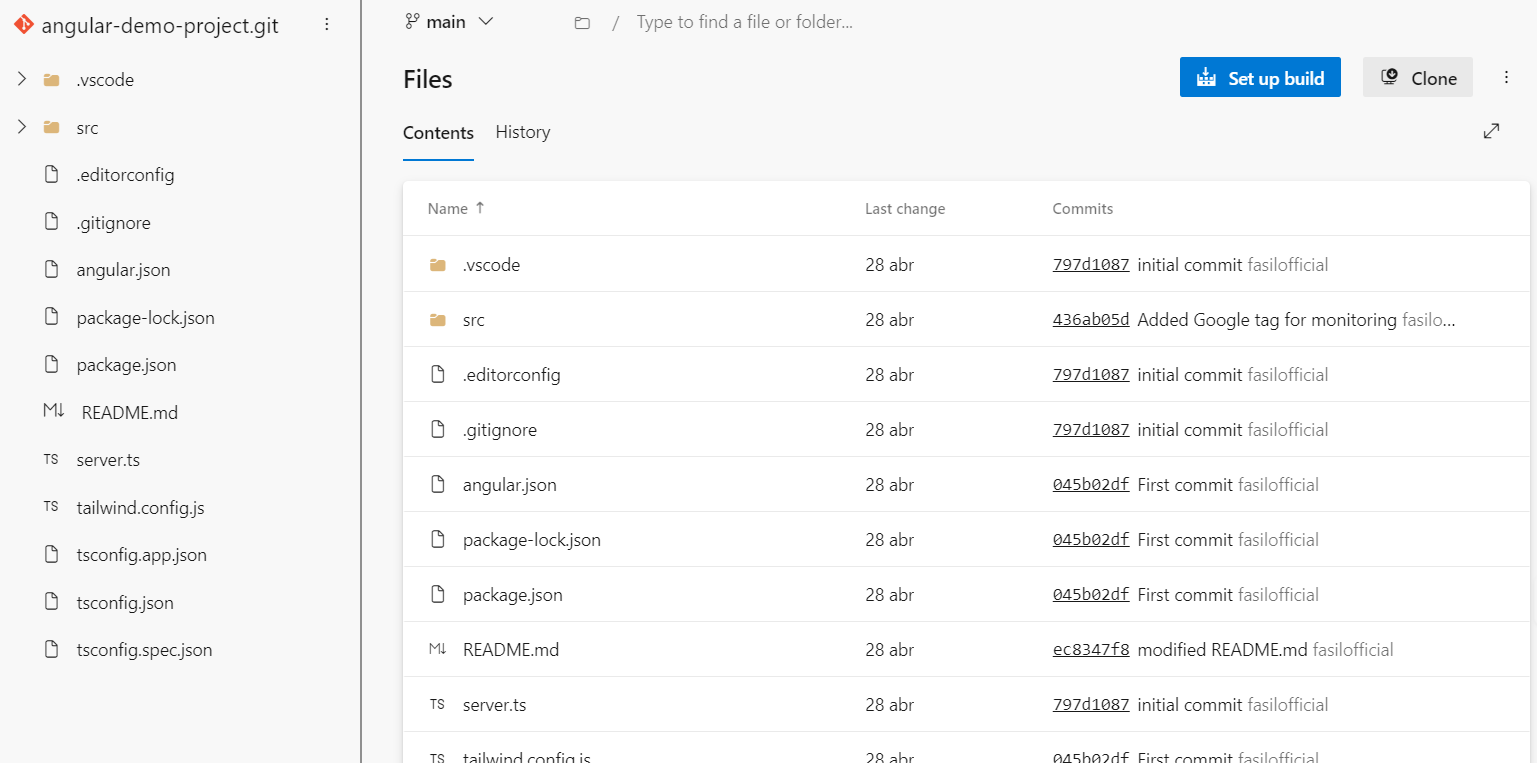 angular-demo-project.git
.vscode
src
.editorconfig
.gitignore
angular.json
package-lock.json
package.json
M↓ README.md
TS server.ts
TS tailwind.config.js
tsconfig.app.json
tsconfig.json
tsconfig.spec.json
main / Type to find a file or folder...
Files
Set up build
Clone
Contents History
Name ↑ Last change Commits
.vscode 28 abr 797d1087 initial commit fasilofficial
src 28 abr 436ab05d Added Google tag for monitoring fasilo...
.editorconfig 28 abr 797d1087 initial commit fasilofficial
.gitignore 28 abr 797d1087 initial commit fasilofficial
angular.json 28 abr 045b02df First commit fasilofficial
package-lock.json 28 abr 045b02df First commit fasilofficial
package.json 28 abr 045b02df First commit fasilofficial
M↓ README.md 28 abr ec8347f8 modified README.md fasilofficial
TS server.ts 28 abr 797d1087 initial commit fasilofficial
TS tailwind.config.js 28 abr 045b02df First commit fasilofficial